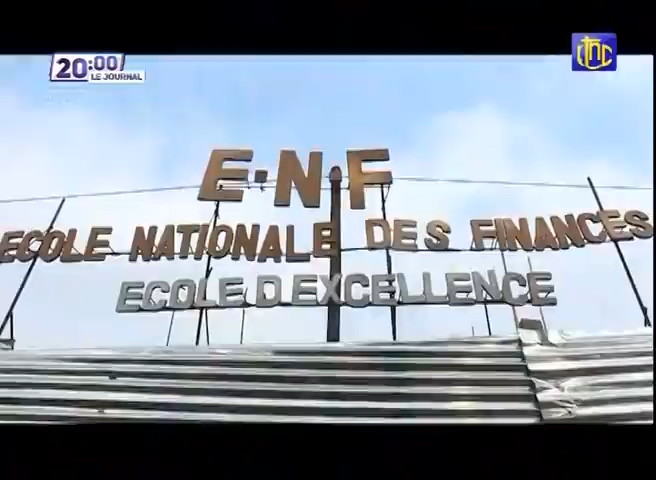 20:00/
LE JOURNAL
E·N·F
ECOLE NATIONALE DES FINANCES
ECOLE D EXCELLENCE